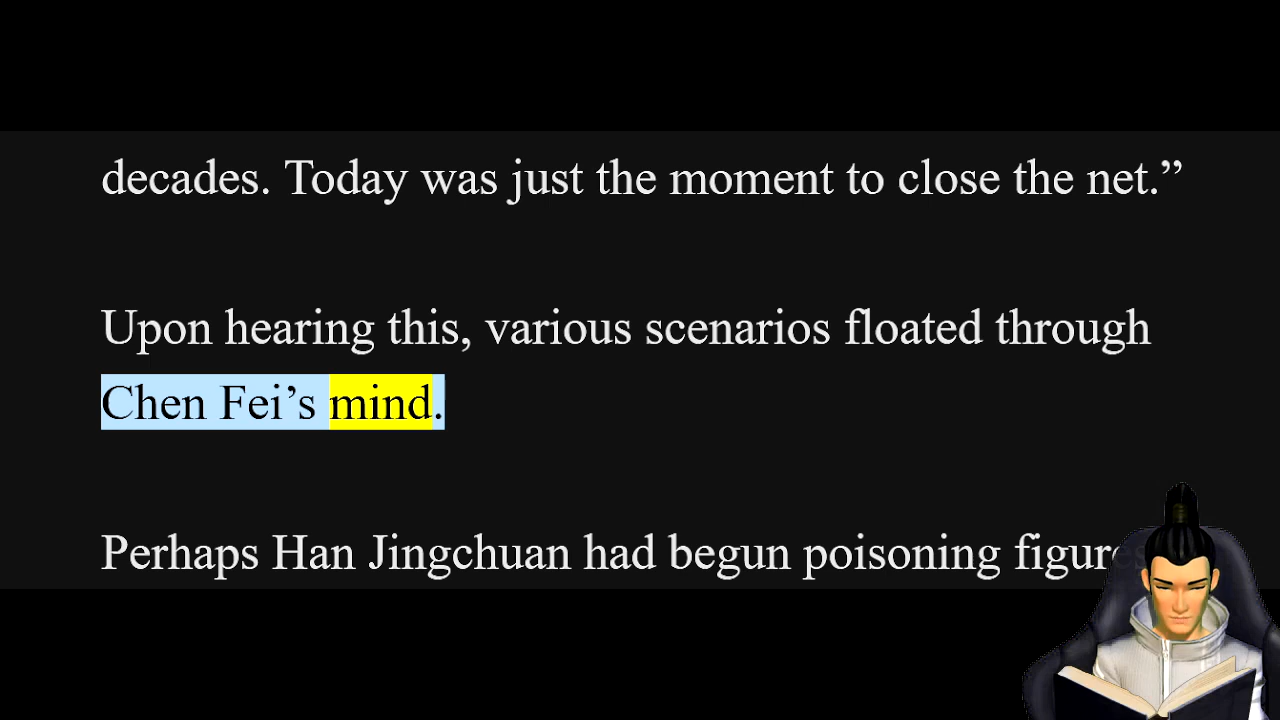 decades. Today was just the moment to close the net.”
Upon hearing this, various scenarios floated through
Chen Fei’s mind.
Perhaps Han Jingchuan had begun poisoning figures